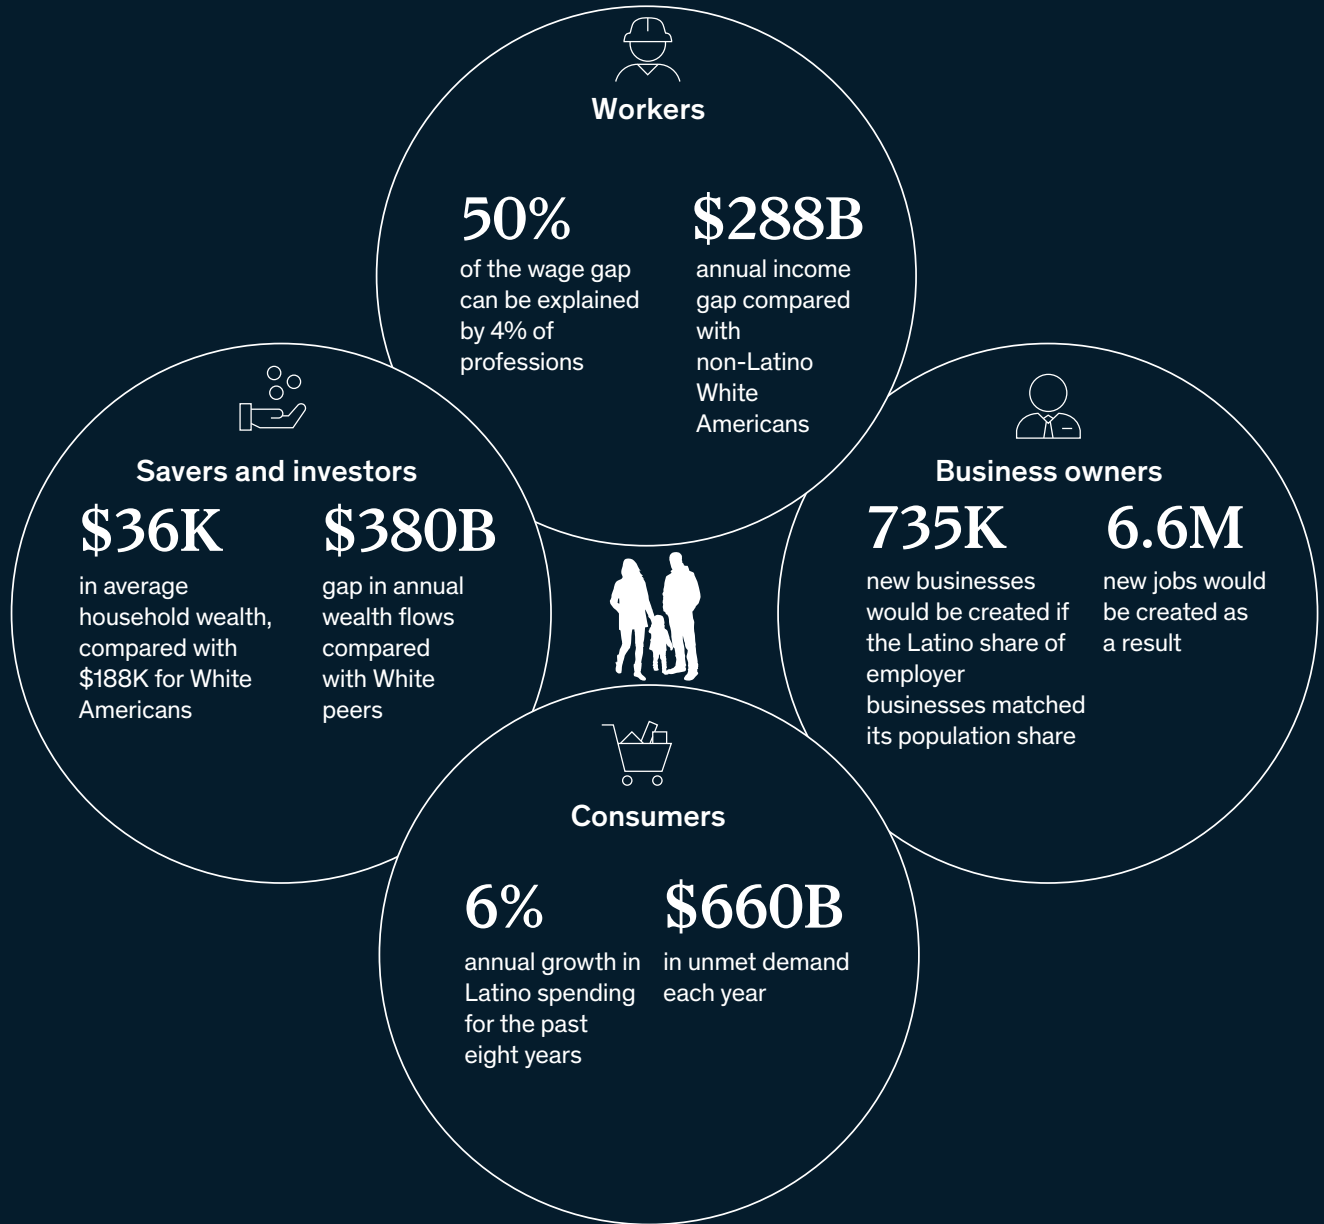 Workers
50%
of the wage gap
can be explained
by 4% of
professions
$288B
annual income
gap compared
with
non-Latino
White
Americans
Savers and investors
$36K
in average
household wealth,
compared with
$188K for White
Americans
$380B
gap in annual
wealth flows
compared
with White
peers
Business owners
735K
new businesses
would be created if
the Latino share of
employer
businesses matched
its population share
6.6M
new jobs would
be created as
a result
Consumers
6%
annual growth in
Latino spending
for the past
eight years
$660B
in unmet demand
each year